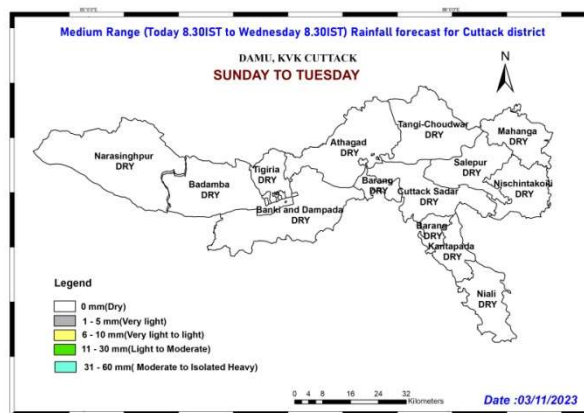 Medium Range (Today 8.30IST to Wednesday 8.30IST) Rainfall forecast for Cuttack district
DAMU, KVK CUTTACK
SUNDAY TO TUESDAY
N
Tangi-Choudwar
DRY
Mahanga
DRY
Athagad
DRY
Narasinghpur
DRY
Salepur
DRY
Tigiria
DRY
Badamba
DRY
Barang
DRY
Cuttack Sadar
DRY
Nischintakoili
DRY
Banki and Dampada
DRY
Barang
DRY
Kantapada
DRY
Niali
DRY
Legend
0 mm(Dry)
1 - 5 mm(Very light)
6 - 10 mm(Very light to light)
11 - 30 mm(Light to Moderate)
31 - 60 mm( Moderate to Isolated Heavy)
0 4 8 16 24 32
Kilometers
Date :03/11/2023